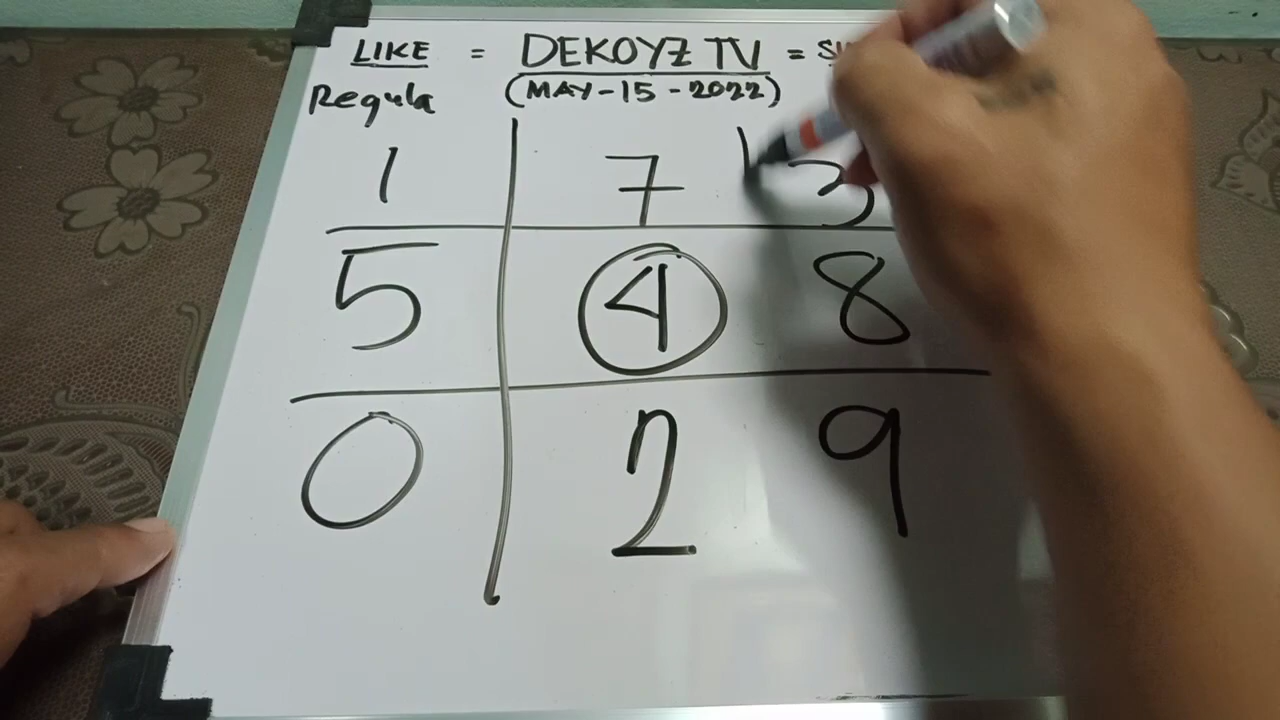 LIKE = DEKOYZ TV =
Regula (MAY-15-2022)
1 7 3
5 4 8
0 2 9